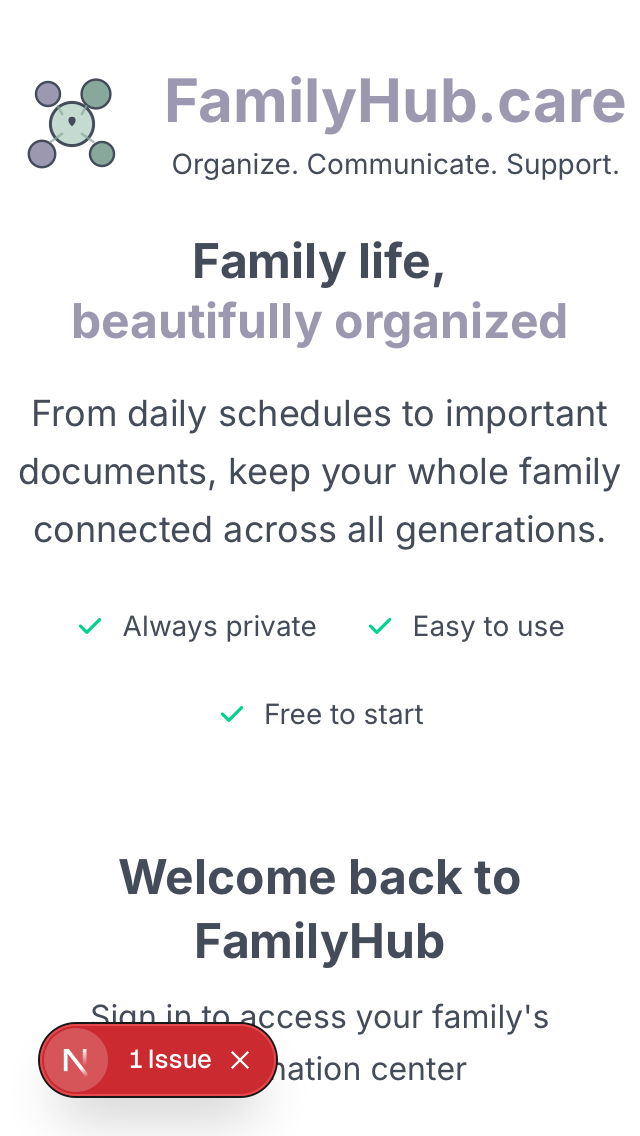 FamilyHub.care
Organize. Communicate. Support.
Family life,
beautifully organized
From daily schedules to important
documents, keep your whole family
connected across all generations.
Always private
Easy to use
Free to start
Welcome back to
FamilyHub
Sign in to access your family's
center
N
1 Issue